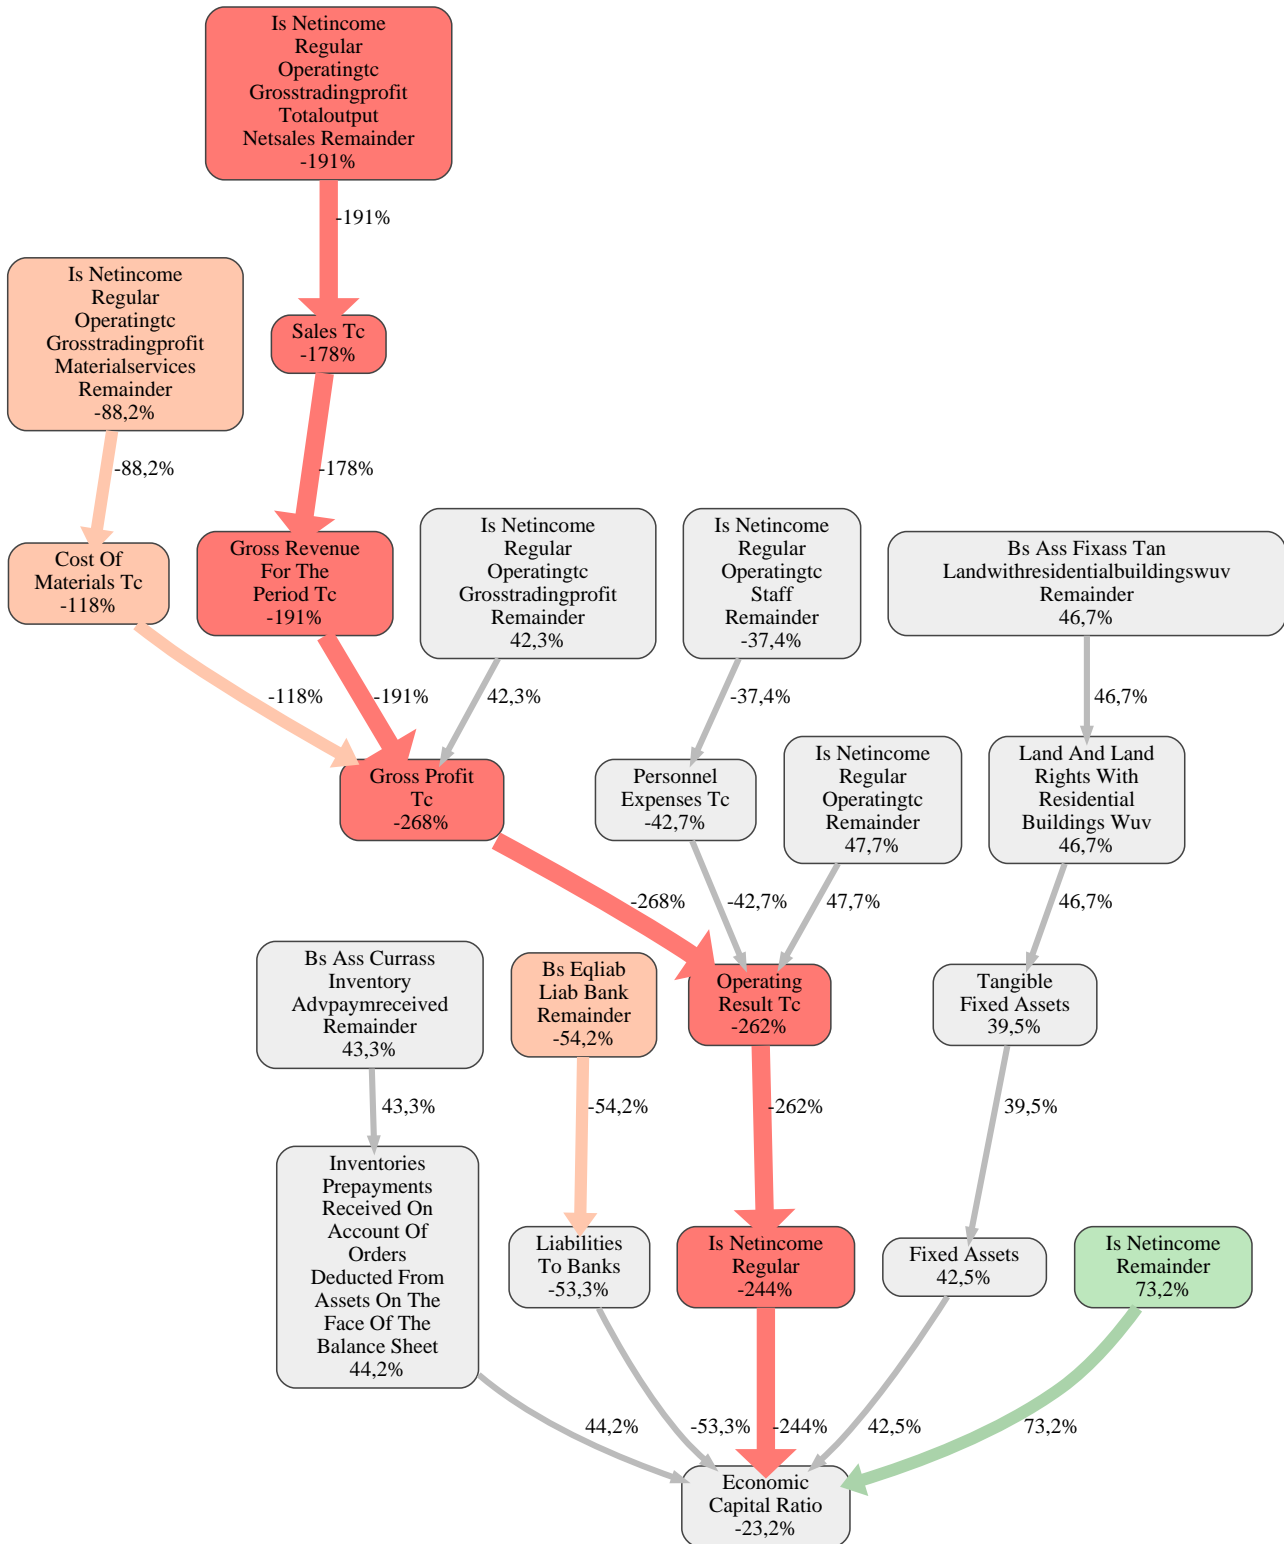 Is Netincome
Regular
Operatingtc
Grosstradingprofit
Totaloutput
Netsales Remainder
-191%
-191%
Is Netincome
Regular
Operatingtc
Grosstradingprofit
Materialservices
Remainder
-88,2%
Sales Tc
-178%
-88,2%
-178%
Cost Of
Materials Tc
-118%
Gross Revenue
For The
Period Tc
-191%
Is Netincome
Regular
Operatingtc
Grosstradingprofit
Remainder
42,3%
Is Netincome
Regular
Operatingtc
Staff
Remainder
-37,4%
Bs Ass Fixass Tan
Landwithresidentialbuildingswuv
Remainder
46,7%
-118%
-191%
42,3%
-37,4%
46,7%
Gross Profit
Tc
-268%
Personnel
Expenses Tc
-42,7%
Is Netincome
Regular
Operatingtc
Remainder
47,7%
Land And Land
Rights With
Residential
Buildings Wuv
46,7%
-268%
-42,7%
47,7%
46,7%
Bs Ass Currass
Inventory
Advpaymreceived
Remainder
43,3%
Bs Eqliab
Liab Bank
Remainder
-54,2%
Operating
Result Tc
-262%
Tangible
Fixed Assets
39,5%
43,3%
-54,2%
-262%
39,5%
Inventories
Prepayments
Received On
Account Of
Orders
Deducted From
Assets On The
Face Of The
Balance Sheet
44,2%
Liabilities
To Banks
-53,3%
Is Netincome
Regular
-244%
Fixed Assets
42,5%
Is Netincome
Remainder
73,2%
44,2%
-53,3%
-244%
42,5%
73,2%
Economic
Capital Ratio
-23,2%